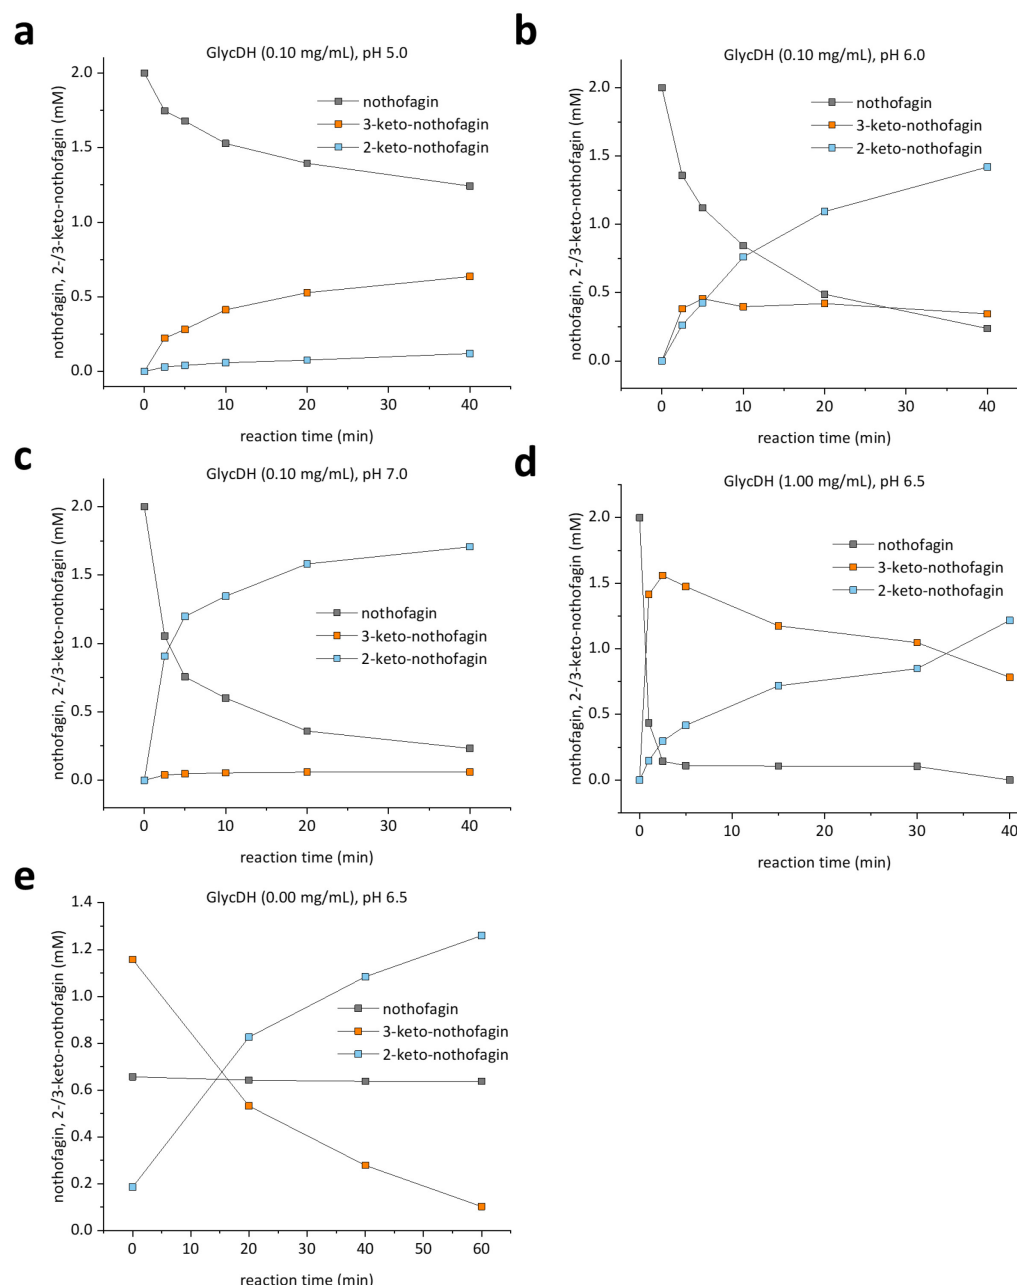 a
GlycDH (0.10 mg/mL), pH 5.0
nothofagin, 2-/3-keto-nothofagin (mM)
2.0
1.5
1.0
0.5
0.0
nothofagin
3-keto-nothofagin
2-keto-nothofagin
0 10 20 30 40
reaction time (min)
b
GlycDH (0.10 mg/mL), pH 6.0
nothofagin, 2-/3-keto-nothofagin (mM)
2.0
1.5
1.0
0.5
0.0
nothofagin
3-keto-nothofagin
2-keto-nothofagin
0 10 20 30 40
reaction time (min)
c
GlycDH (0.10 mg/mL), pH 7.0
nothofagin, 2-/3-keto-nothofagin (mM)
2.0
1.5
1.0
0.5
0.0
nothofagin
3-keto-nothofagin
2-keto-nothofagin
0 10 20 30 40
reaction time (min)
d
GlycDH (1.00 mg/mL), pH 6.5
nothofagin, 2-/3-keto-nothofagin (mM)
2.0
1.5
1.0
0.5
0.0
nothofagin
3-keto-nothofagin
2-keto-nothofagin
0 10 20 30 40
reaction time (min)
e
GlycDH (0.00 mg/mL), pH 6.5
nothofagin, 2-/3-keto-nothofagin (mM)
1.4
1.2
1.0
0.8
0.6
0.4
0.2
0.0
nothofagin
3-keto-nothofagin
2-keto-nothofagin
0 10 20 30 40 50 60
reaction time (min)